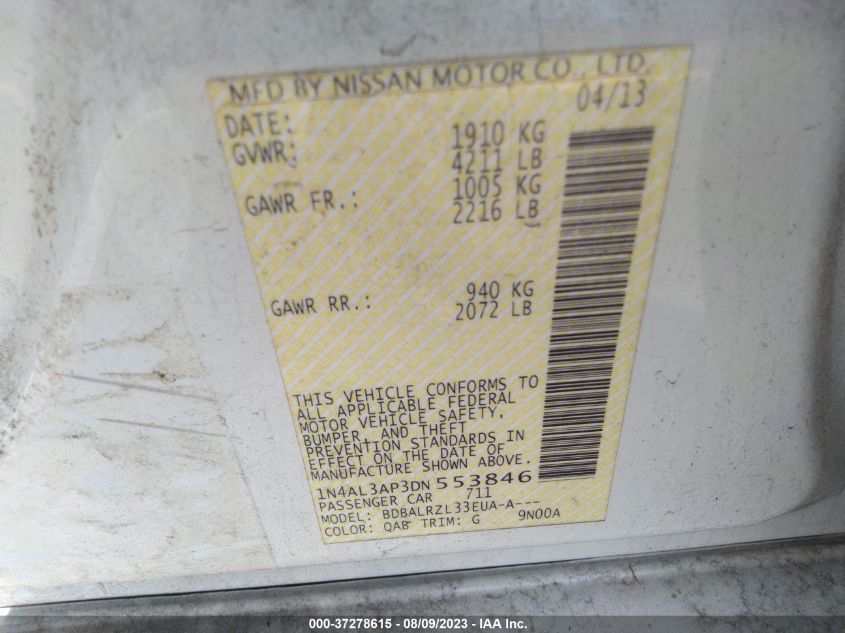 MFD BY NISSAN MOTOR CO., LTD.
DATE: 04/13
GVWR: 1910 KG
4211 LB
GAWR FR.: 1005 KG
2216 LB
GAWR RR.: 940 KG
2072 LB
THIS VEHICLE CONFORMS TO
ALL APPLICABLE FEDERAL
MOTOR VEHICLE SAFETY,
BUMPER, AND THEFT
PREVENTION STANDARDS IN
EFFECT ON THE DATE OF
MANUFACTURE SHOWN ABOVE.
1N4AL3AP3DN 553846
PASSENGER CAR 711
MODEL: BDBALRZL33EUA-A---
COLOR: QAB TRIM: G 9N00A
000-37278615 - 08/09/2023 - IAA Inc.